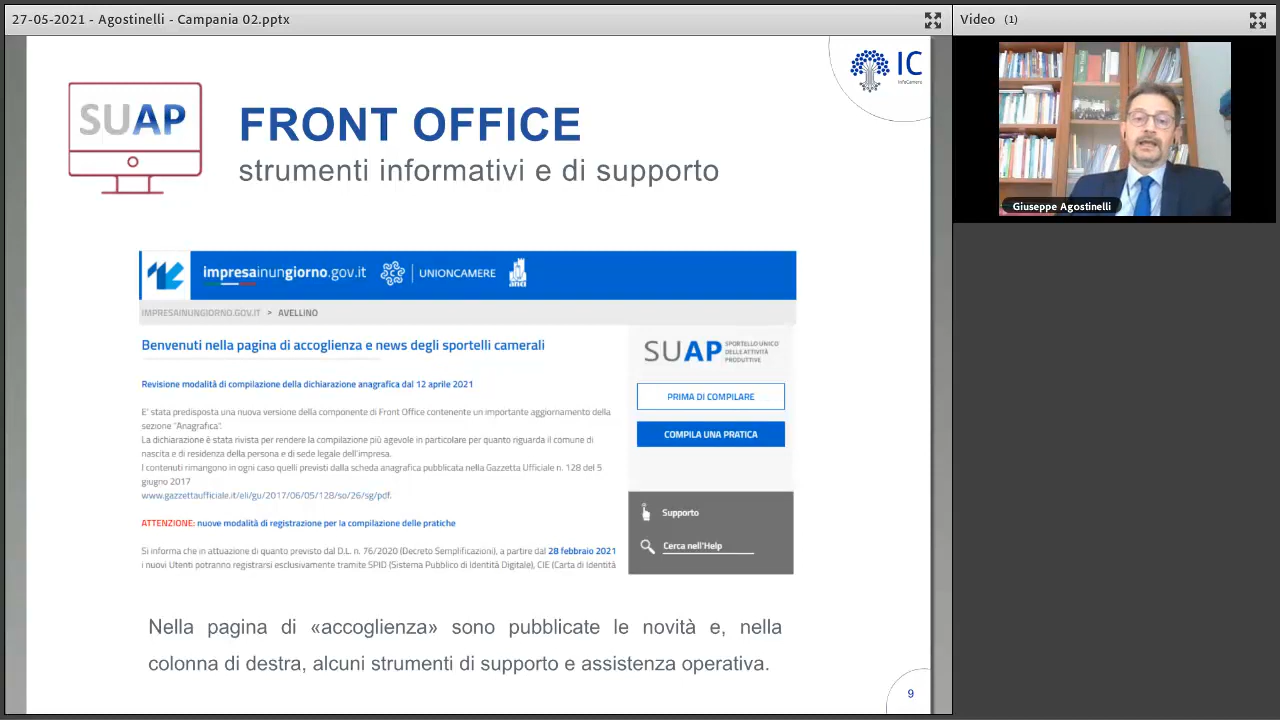 27-05-2021 - Agostinelli - Campania 02.pptx
Video (1)
IC
InfoCamere
SUAP
FRONT OFFICE
strumenti informativi e di supporto
Giuseppe Agostinelli
impresainungiorno.gov.it
UNIONCAMERE
anci
IMPRESAINUNGIORNO.GOV.IT > AVELLINO
Benvenuti nella pagina di accoglienza e news degli sportelli camerali
Revisione modalità di compilazione della dichiarazione anagrafica dal 12 aprile 2021
E' stata predisposta una nuova versione della componente di Front Office contenente un importante aggiornamento della
sezione "Anagrafica".
La dichiarazione è stata rivista per rendere la compilazione più agevole in particolare per quanto riguarda il comune di
nascita e di residenza della persona e di sede legale dell'impresa.
I contenuti rimangono in ogni caso quelli previsti dalla scheda anagrafica pubblicata nella Gazzetta Ufficiale n. 128 del 5
giugno 2017
www.gazzettaufficiale.it/eli/gu/2017/06/05/128/so/26/sg/pdf.
ATTENZIONE: nuove modalità di registrazione per la compilazione delle pratiche
Si informa che in attuazione di quanto previsto dal D.L. n. 76/2020 (Decreto Semplificazioni), a partire dal 28 febbraio 2021
i nuovi Utenti potranno registrarsi esclusivamente tramite SPID (Sistema Pubblico di Identità Digitale), CIE (Carta di Identità
SUAP
SPORTELLO UNICO
DELLE ATTIVITÀ
PRODUTTIVE
PRIMA DI COMPILARE
COMPILA UNA PRATICA
Supporto
Cerca nell'Help
Nella pagina di «accoglienza» sono pubblicate le novità e, nella
colonna di destra, alcuni strumenti di supporto e assistenza operativa.
9